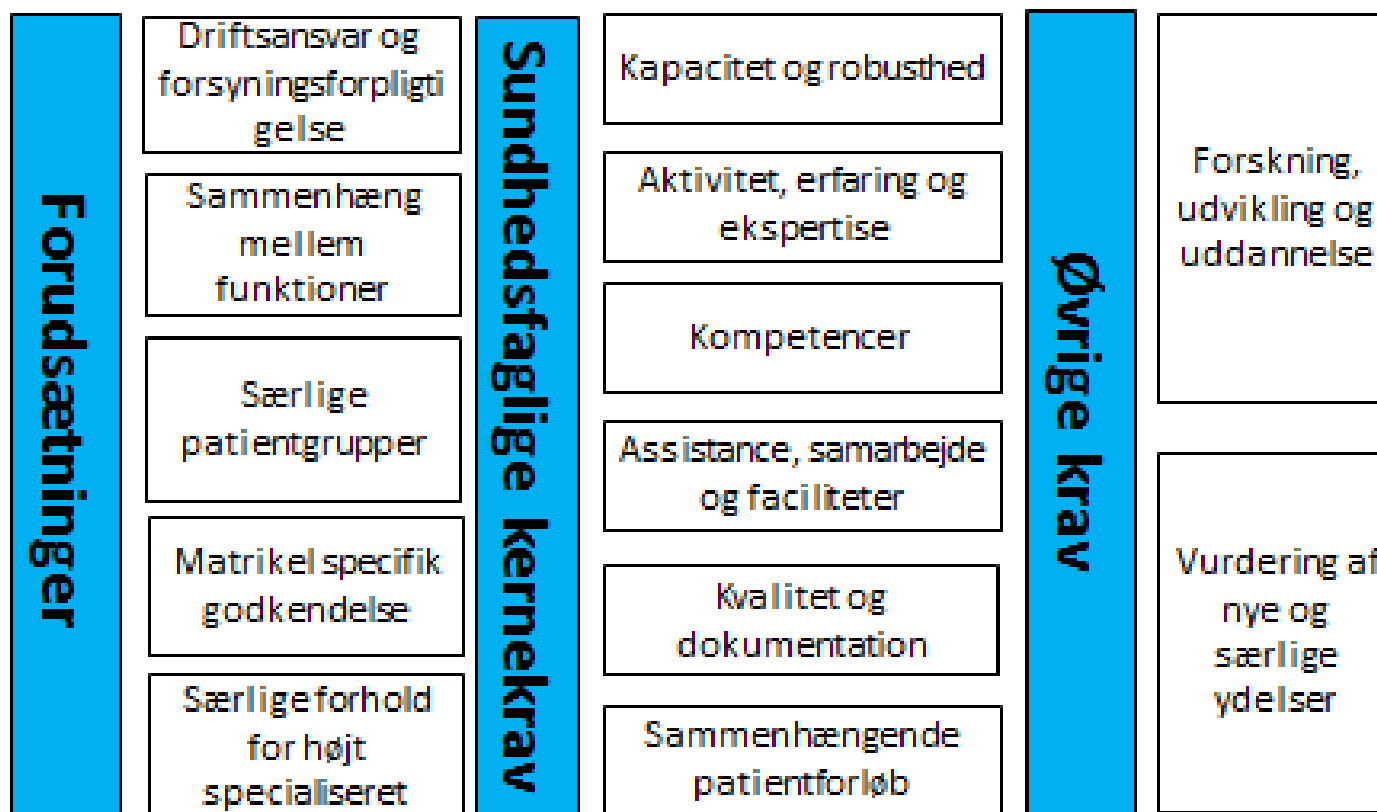 Forudsætninger
Driftsansvar og
forsyningsforpligti
gelse
Sammenhæng
mellem
funktioner
Særlige
patientgrupper
Matrikelspecifik
godkendelse
Særlige forhold
for højt
specialiseret
Sundhedsfaglige kernekrav
Kapacitet og robusthed
Aktivitet, erfaring og
ekspertise
Kompetencer
Assistance, samarbejde
og faciliteter
Kvalitet og
dokumentation
Sammenhængende
patientforløb
Øvrige krav
Forskning,
udvikling og
uddannelse
Vurdering af
nye og
særlige
ydelser